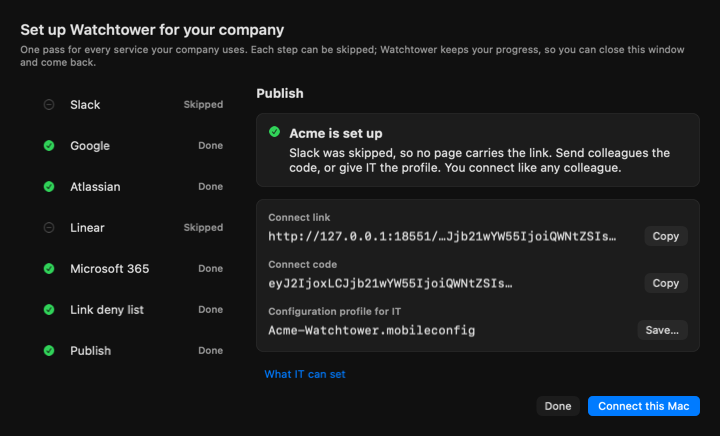 Set up Watchtower for your company
One pass for every service your company uses. Each step can be skipped; Watchtower keeps your progress, so you can close this window
and come back.
Slack Skipped
Google Done
Atlassian Done
Linear Skipped
Microsoft 365 Done
Link deny list Done
Publish Done
Publish
Acme is set up
Slack was skipped, so no page carries the link. Send colleagues the
code, or give IT the profile. You connect like any colleague.
Connect link
http://127.0.0.1:18551/…Jjb21wYW55IjoiQWNtZSIs… Copy
Connect code
eyJ2IjoxLCJjb21wYW55IjoiQWNtZSIs… Copy
Configuration profile for IT
Acme-Watchtower.mobileconfig Save…
What IT can set
Done Connect this Mac